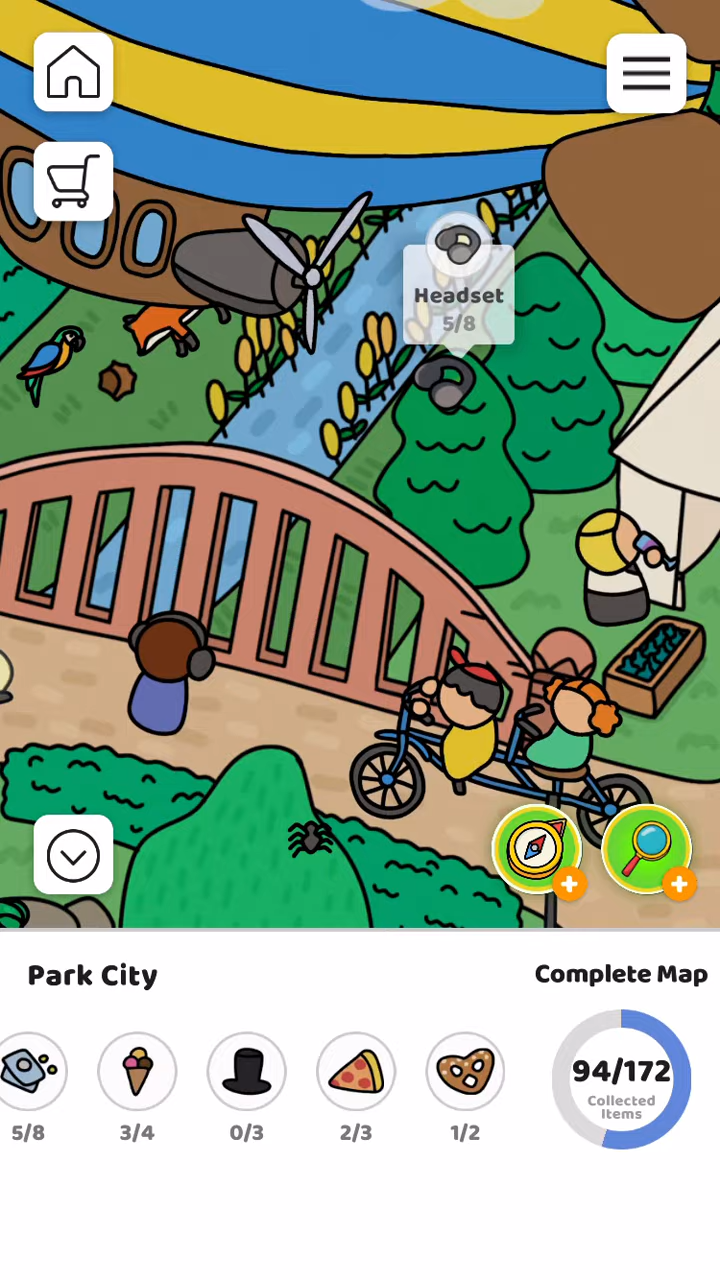 Headset
5/8
Park City
Complete Map
5/8
3/4
0/3
2/3
1/2
94/172
Collected
Items